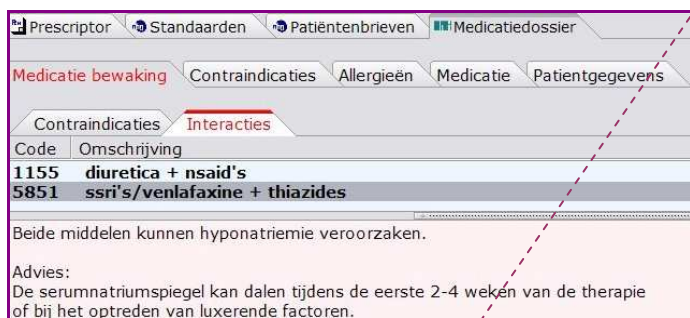 Prescriptor Standaarden Patiëntenbrieven Medicatiedossier
Medicatie bewaking Contraindicaties Allergieën Medicatie Patientgegevens
Contraindicaties Interacties
Code Omschrijving
1155 diuretica + nsaid's
5851 ssri's/venlafaxine + thiazides
Beide middelen kunnen hyponatriemie veroorzaken.
Advies:
De serumnatriumspiegel kan dalen tijdens de eerste 2-4 weken van de therapie
of bij het optreden van luxerende factoren.